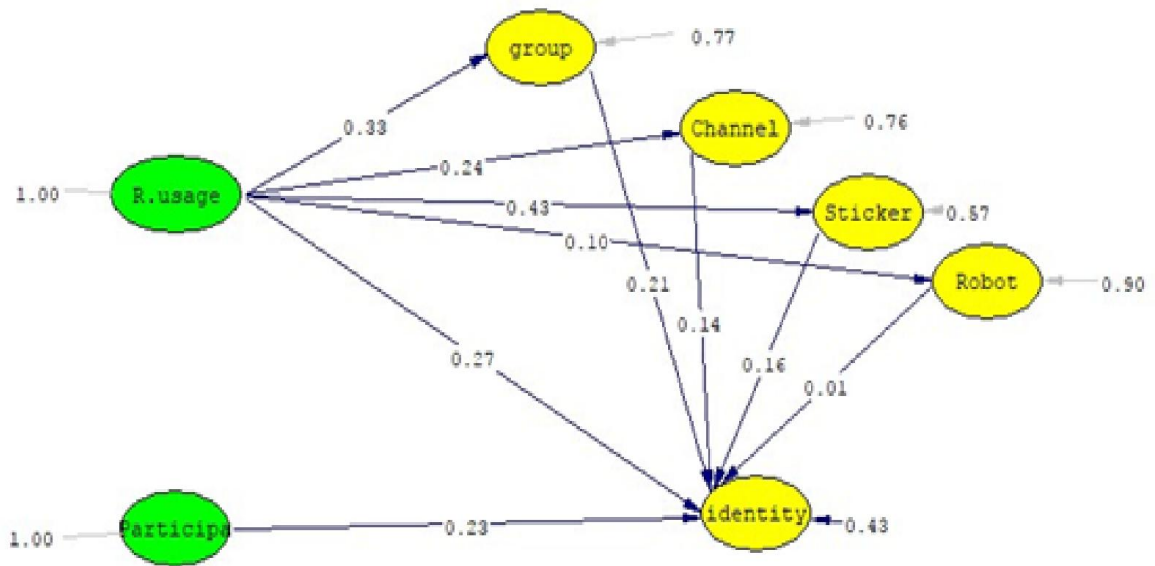 1.00
R.usage
0.33
group
0.77
0.24
Channel
0.76
0.43
Sticker
0.57
0.10
Robot
0.90
0.21
0.14
0.16
0.01
0.27
1.00
Participa
0.23
identity
0.43